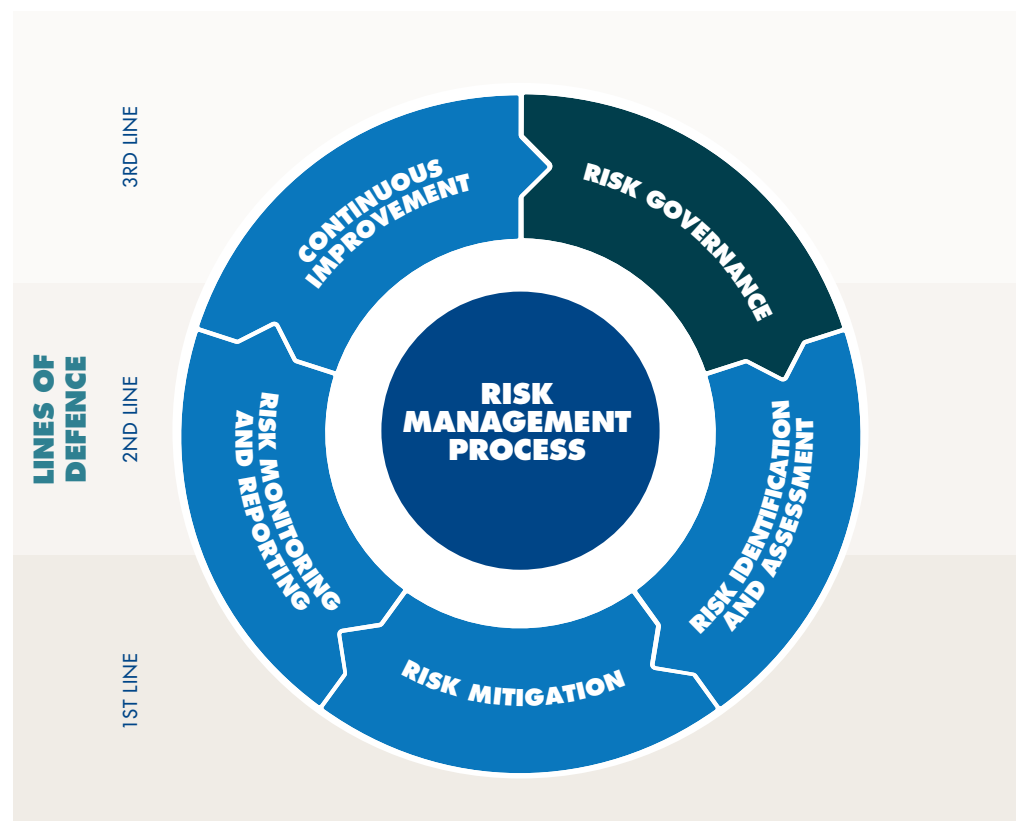 LINES OF
DEFENCE
3RD LINE
2ND LINE
1ST LINE
RISK
MANAGEMENT
PROCESS
RISK GOVERNANCE
RISK IDENTIFICATION
AND ASSESSMENT
RISK MITIGATION
RISK MONITORING
AND REPORTING
CONTINUOUS
IMPROVEMENT